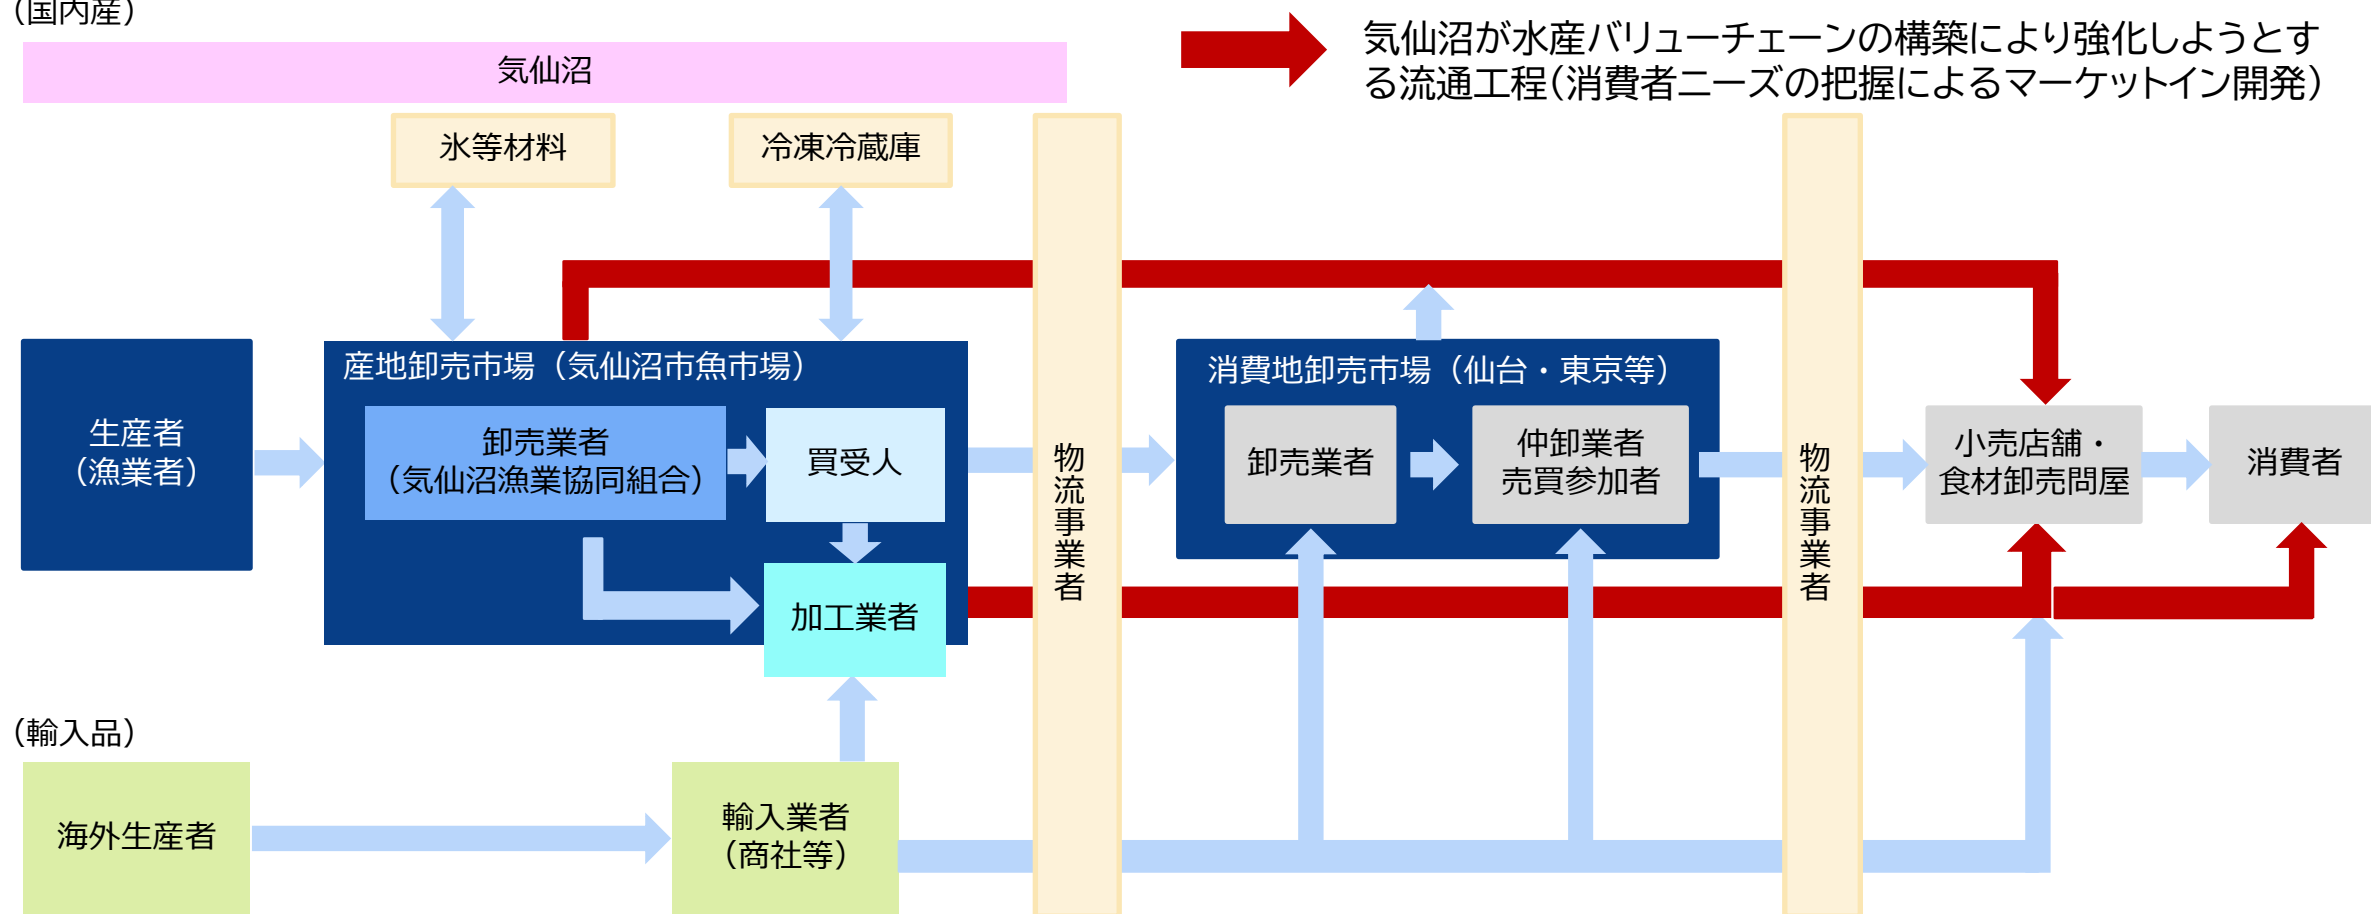 （国内産）
気仙沼
気仙沼が水産バリューチェーンの構築により強化しようとす
る流通工程（消費者ニーズの把握によるマーケットイン開発）
氷等材料
冷凍冷蔵庫
産地卸売市場（気仙沼市魚市場）
消費地卸売市場（仙台・東京等）
生産者
（漁業者）
卸売業者
（気仙沼漁業協同組合）
買受人
物流事業者
卸売業者
仲卸業者
売買参加者
物流事業者
小売店舗・
食材卸売問屋
消費者
加工業者
（輸入品）
海外生産者
輸入業者
（商社等）